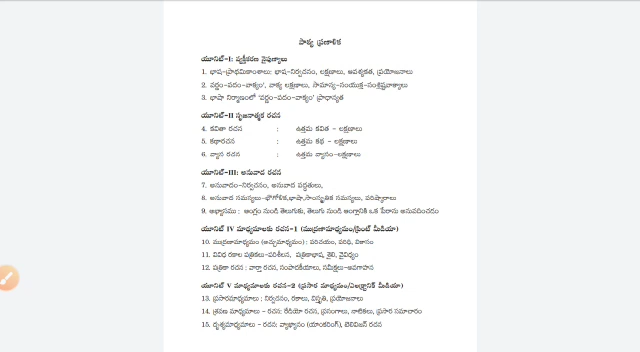 పాఠ్య ప్రణాళిక
యూనిట్-I: వ్యక్తీకరణ నైపుణ్యాలు
1. భాష-ప్రాథమికాంశాలు: భాష-నిర్వచనం, లక్షణాలు, ఆవశ్యకత, ప్రయోజనాలు
2. వర్ణం-పదం-వాక్యం', వాక్య లక్షణాలు, సామాన్య-సంయుక్త-సంశ్లిష్టవాక్యాలు
3. భాషా నిర్మాణంలో 'వర్ణం-పదం-వాక్యం' ప్రాధాన్యత
యూనిట్-II సృజనాత్మక రచన
4. కవితా రచన : ఉత్తమ కవిత - లక్షణాలు
5. కథారచన : ఉత్తమ కథ - లక్షణాలు
6. వ్యాస రచన : ఉత్తమ వ్యాసం-లక్షణాలు
యూనిట్-III: అనువాద రచన
7. అనువాదం-నిర్వచనం, అనువాద పద్ధతులు,
8. అనువాద సమస్యలు-భౌగోళిక,భాషా,సాంస్కృతిక సమస్యలు, పరిష్కారాలు
9. అభ్యాసము : ఆంగ్లం నుండి తెలుగుకు, తెలుగు నుండి ఆంగ్లానికి ఒక పేరాను అనువదించడం
యూనిట్ IV మాధ్యమాలకు రచన-1 (ముద్రణామాధ్యమం/ప్రింట్ మీడియా)
10. ముద్రణామాధ్యమం (అచ్చుమాధ్యమం) : పరిచయం, పరిధి, వికాసం
11. వివిధ రకాల పత్రికలు-పరిశీలన, పత్రికాభాష, శైలి, వైవిధ్యం
12. పత్రికా రచన : వార్తా రచన, సంపాదకీయాలు, సమీక్షలు-అవగాహన
యూనిట్ V మాధ్యమాలకు రచన-2 (ప్రసార మాధ్యమం/ఎలక్ట్రానిక్ మీడియా)
13. ప్రసారమాధ్యమాలు : నిర్వచనం, రకాలు, విస్తృతి, ప్రయోజనాలు
14. శ్రవణ మాధ్యమాలు - రచన: రేడియో రచన, ప్రసంగాలు, నాటికలు, ప్రసార సమాచారం
15. దృశ్యమాధ్యమాలు - రచన: వ్యాఖ్యానం (యాంకరింగ్), టెలివిజన్ రచన